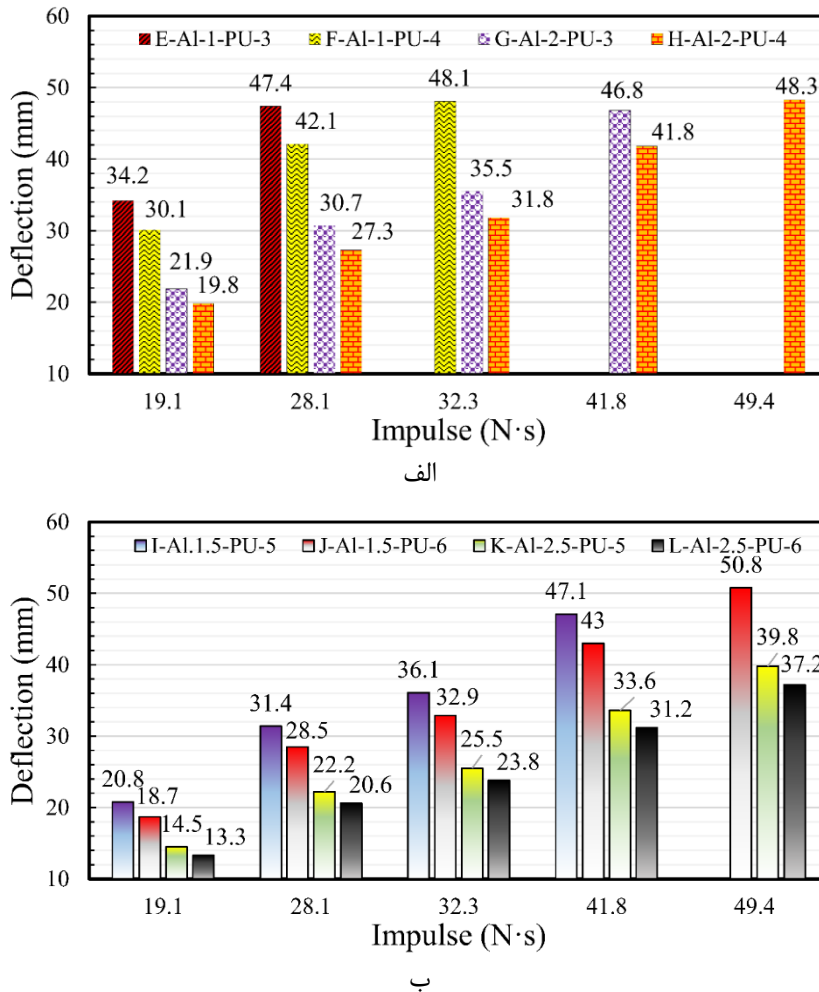 60
E-Al-1-PU-3 F-Al-1-PU-4 G-Al-2-PU-3 H-Al-2-PU-4
50
47.4 48.1 46.8 48.3
42.1 41.8
40
34.2 35.5
30.1 30.7 31.8
30
27.3
21.9 19.8
20
10
Deflection (mm)
19.1 28.1 32.3 41.8 49.4
Impulse (N·s)
الف
60
I-Al.1.5-PU-5 J-Al-1.5-PU-6 K-Al-2.5-PU-5 L-Al-2.5-PU-6
50
47.1 50.8
43
40
39.8
36.1 37.2
31.4 32.9 33.6 31.2
30
28.5
25.5 23.8
20.8 22.2 20.6
20
18.7
14.5 13.3
10
Deflection (mm)
19.1 28.1 32.3 41.8 49.4
Impulse (N·s)
ب